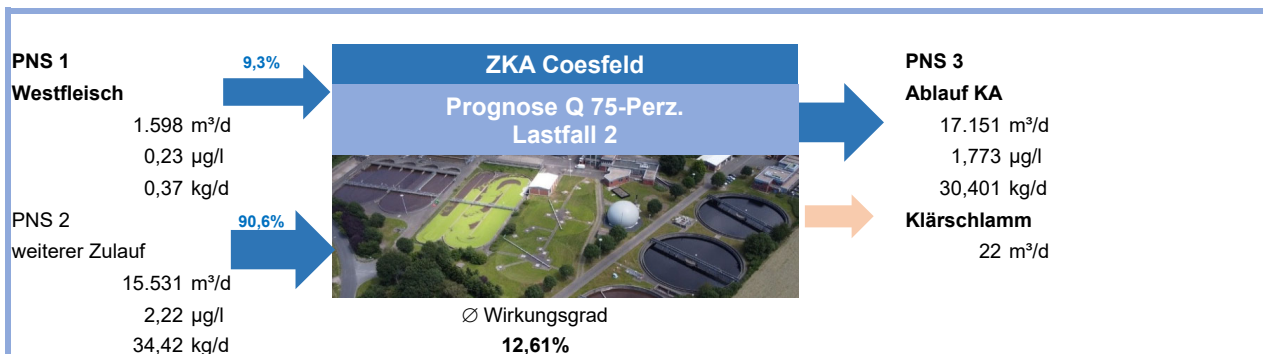 PNS 1
Westfleisch
1.598 m³/d
0,23 µg/l
0,37 kg/d
9,3%
PNS 2
weiterer Zulauf
15.531 m³/d
2,22 µg/l
34,42 kg/d
90,6%
ZKA Coesfeld
Prognose Q 75-Perz.
Lastfall 2
∅ Wirkungsgrad
12,61%
PNS 3
Ablauf KA
17.151 m³/d
1,773 µg/l
30,401 kg/d
Klärschlamm
22 m³/d